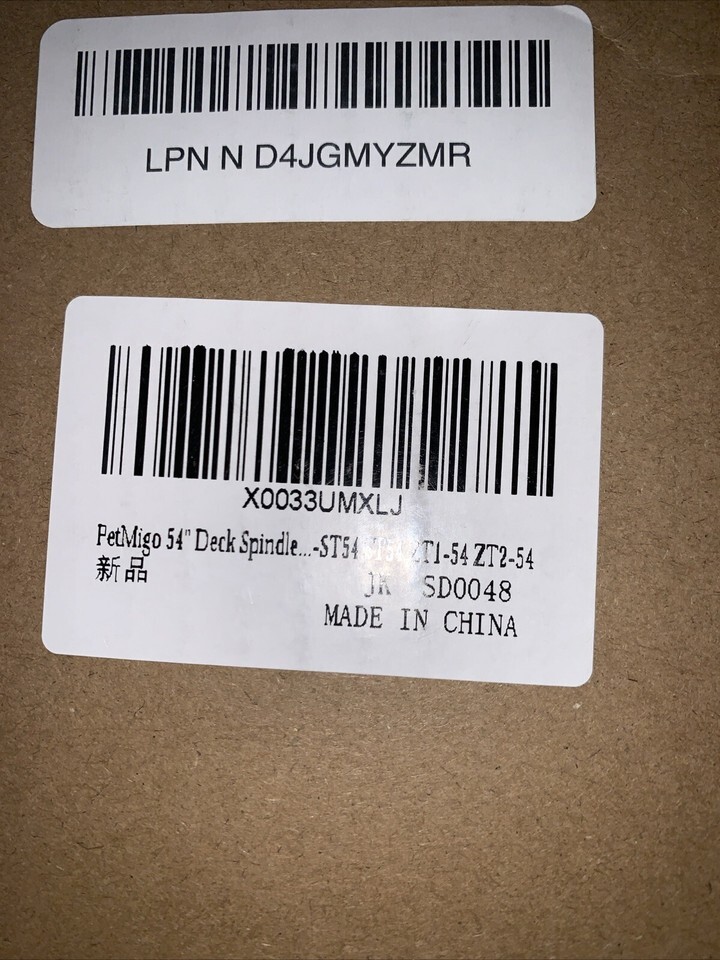 LPN N D4JGMYZMR
X0033UMXLJ
PetMigo 54" Deck Spindle...-ST54 ZT1-54 ZT2-54
新品
JK SD0048
MADE IN CHINA